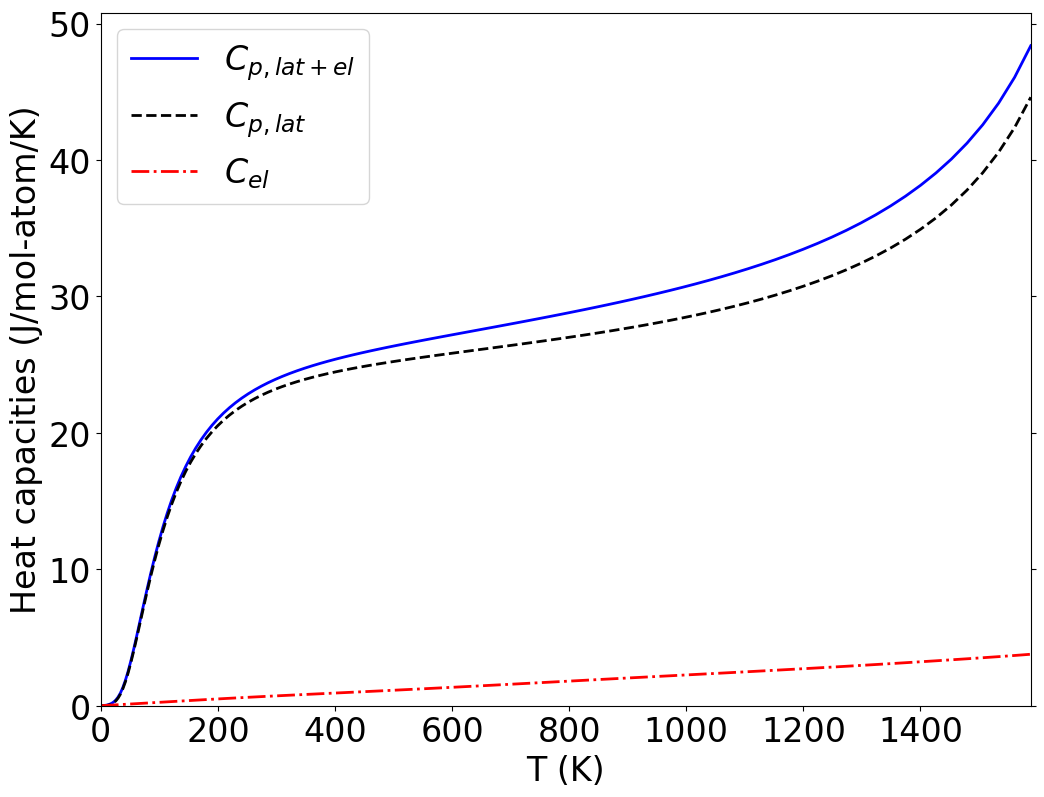 50
40
30
20
10
0
Heat capacities (J/mol-atom/K)
C_{p, lat+el}
C_{p, lat}
C_{el}
0 200 400 600 800 1000 1200 1400
T (K)